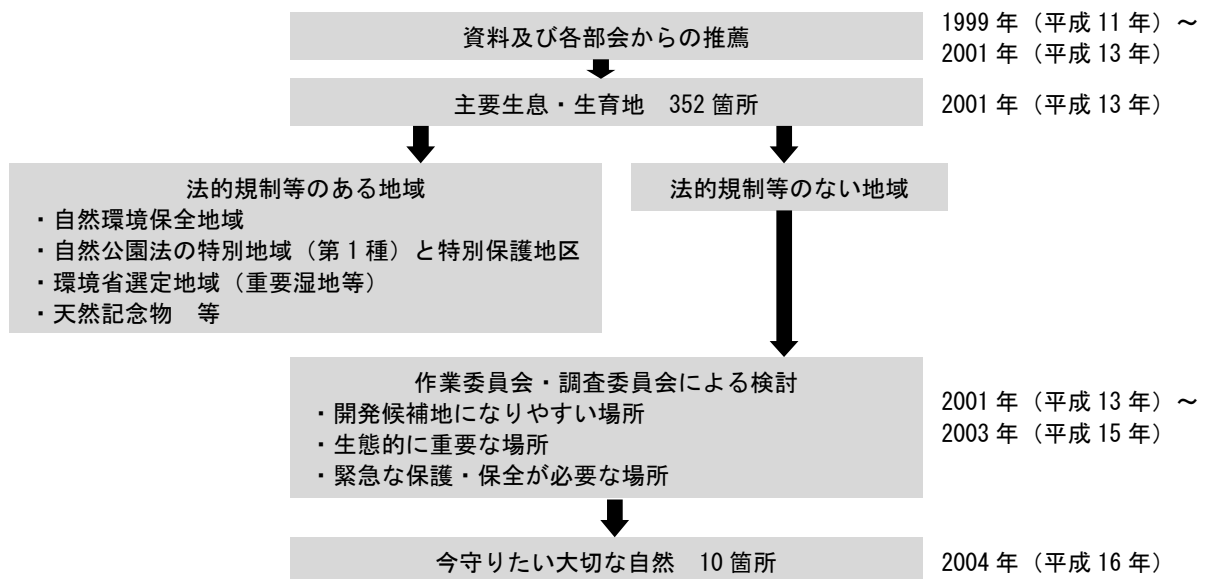 資料及び各部会からの推薦
1999 年（平成 11 年）～
2001 年（平成 13 年）
主要生息・生育地　352 箇所
2001 年（平成 13 年）
法的規制等のある地域
・自然環境保全地域
・自然公園法の特別地域（第１種）と特別保護地区
・環境省選定地域（重要湿地等）
・天然記念物　等
法的規制等のない地域
作業委員会・調査委員会による検討
・開発候補地になりやすい場所
・生態的に重要な場所
・緊急な保護・保全が必要な場所
2001 年（平成 13 年）～
2003 年（平成 15 年）
今守りたい大切な自然　10 箇所
2004 年（平成 16 年）